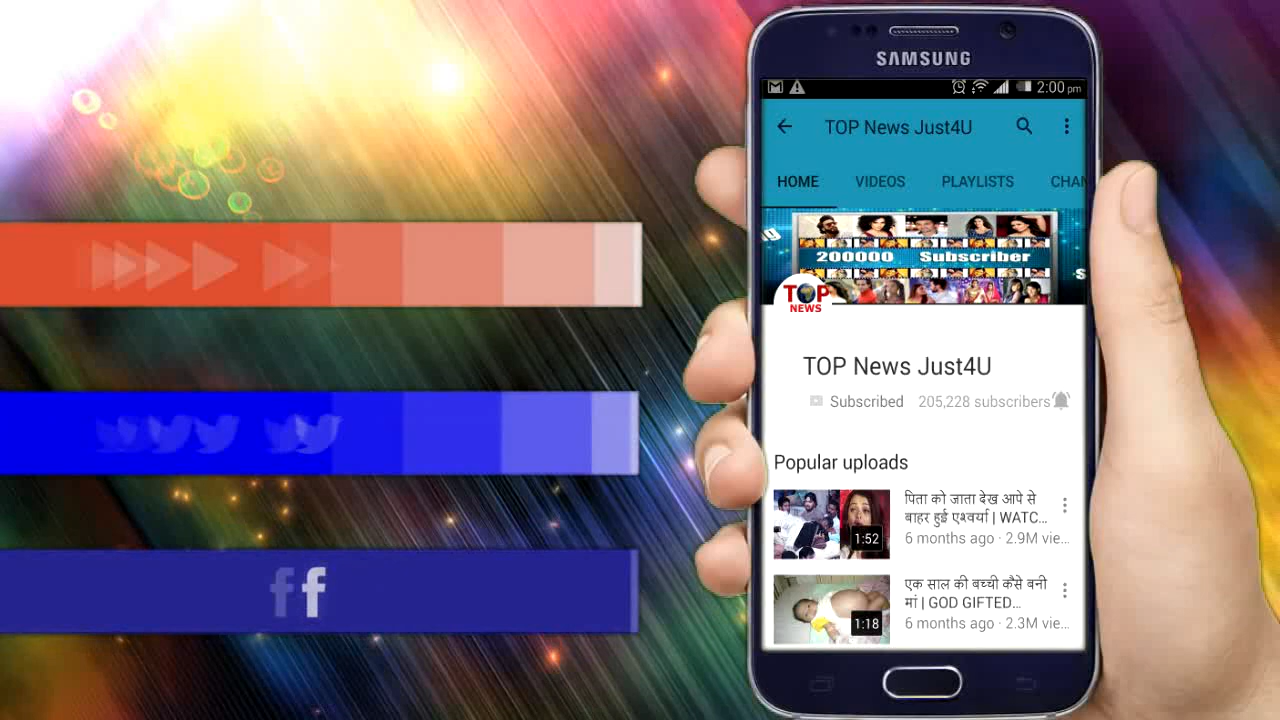 SAMSUNG
2:00 pm
TOP News Just4U
HOME VIDEOS PLAYLISTS CHAN
200000 Subscriber
TOP
NEWS
TOP News Just4U
Subscribed 205,228 subscribers
Popular uploads
पिता को जाता देख आपे से
बाहर हुई एश्वर्या | WATC...
6 months ago · 2.9M vie...
1:52
एक साल की बच्ची कैसे बनी
मां | GOD GIFTED...
6 months ago · 2.3M vie...
1:18